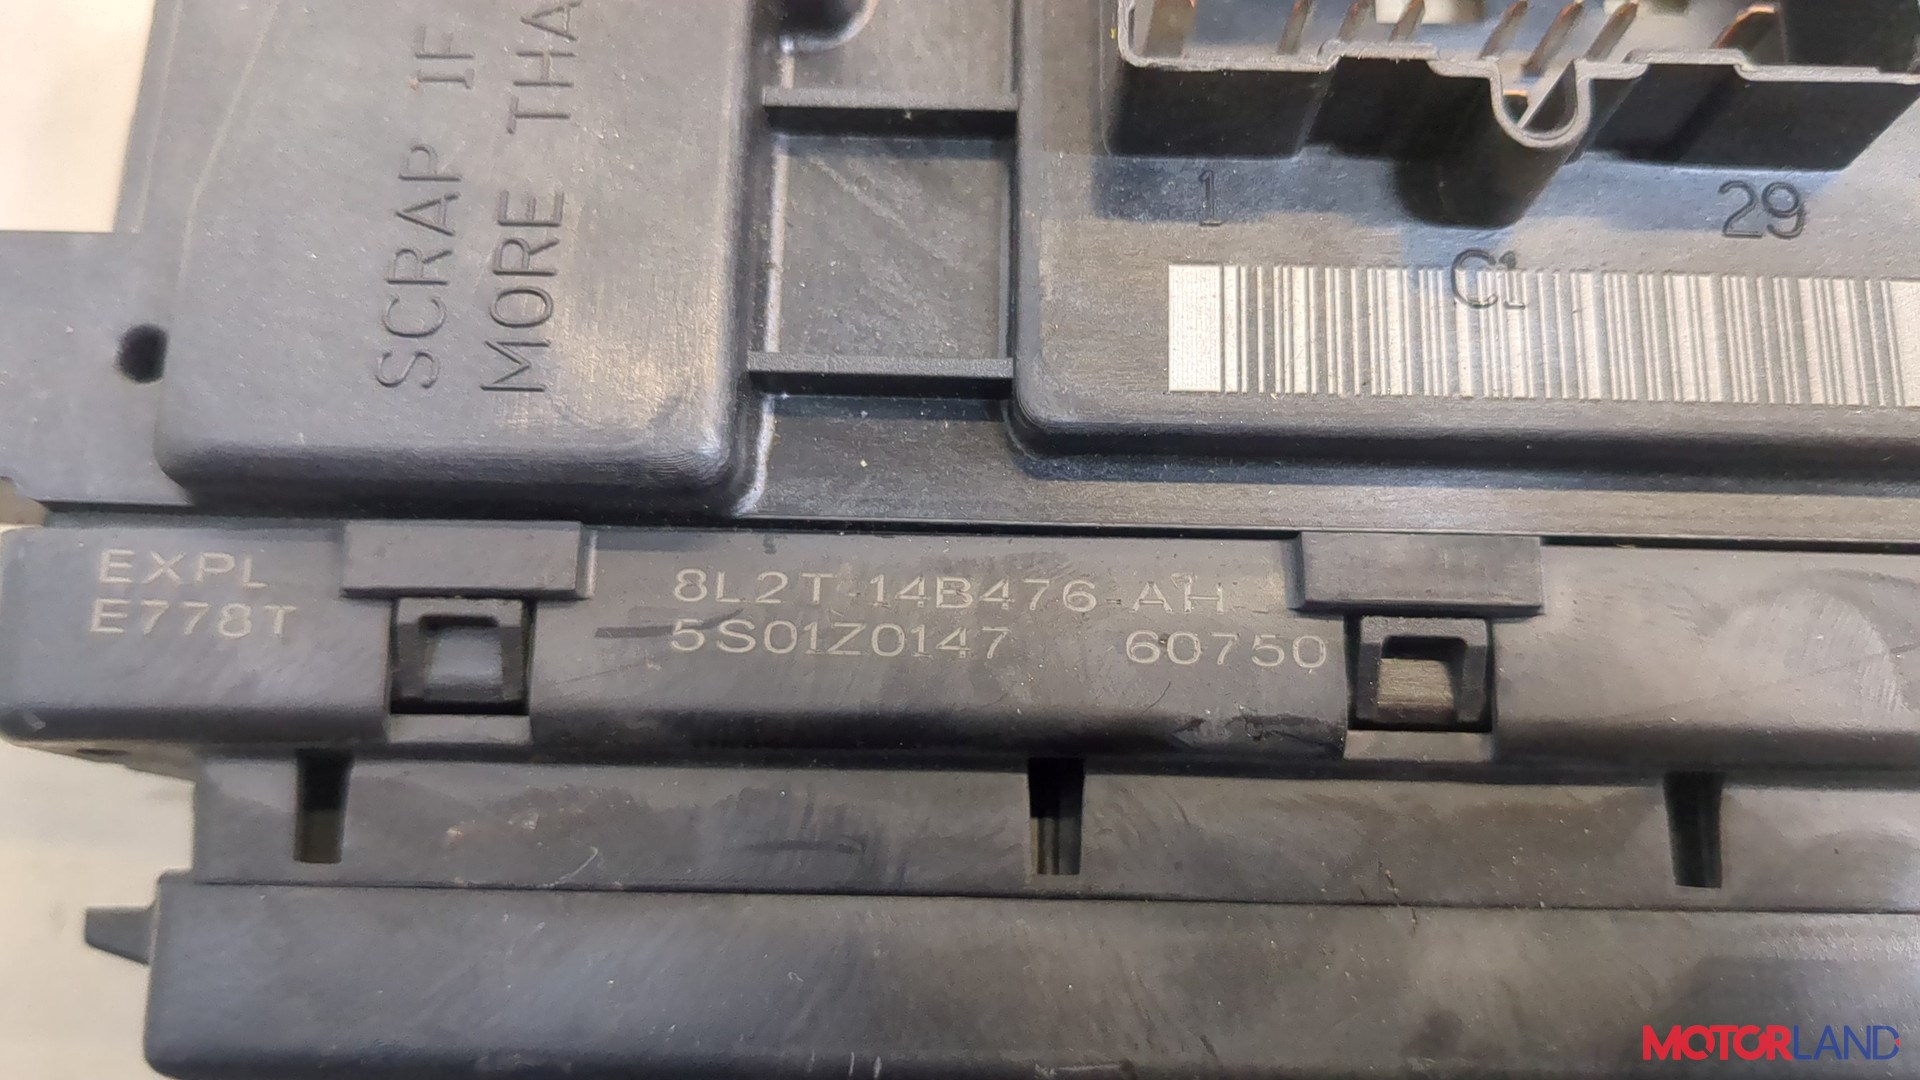 SCRAP IF
MORE THA
1
29
C1
EXPL
E778T
8L2T-14B476-AH
5S01Z0147 60750
MOTORLAND